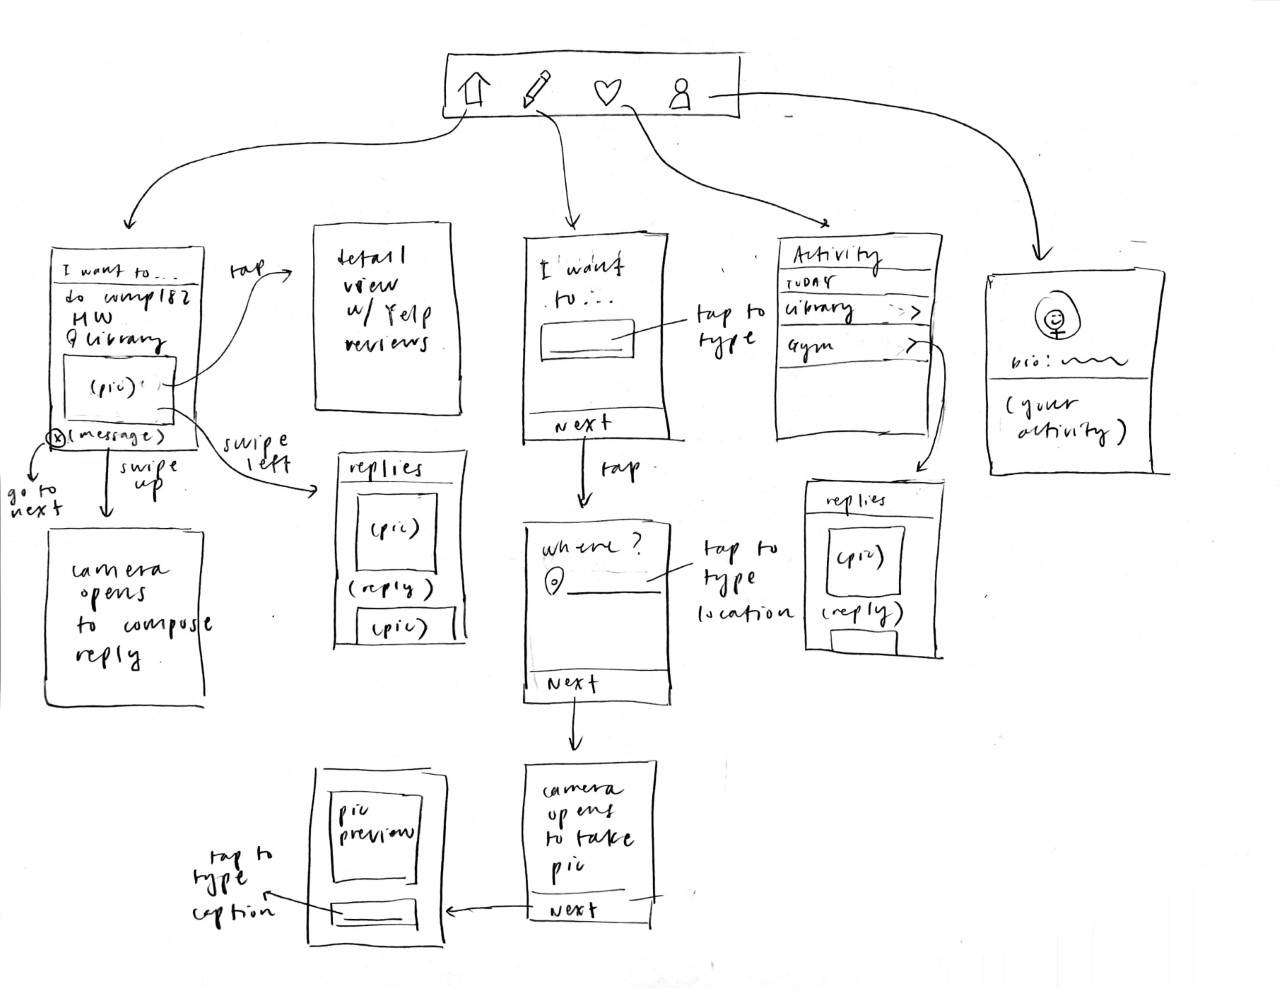 I want to...
do comp182
HW
@ library
(pic)
(message)
x
go to
next
swipe
up
camera
opens
to compose
reply
tap
detail
view
w/ Yelp
reviews
swipe
left
replies
(pic)
(reply)
(pic)
I want
to...
Next
tap to
type
tap
where?
Next
tap to
type
location
camera
opens
to take
pic
Next
pic
preview
tap to
type
caption
Activity
TODAY
Library >
Gym >
replies
(pic)
(reply)
bio:
(your
activity)